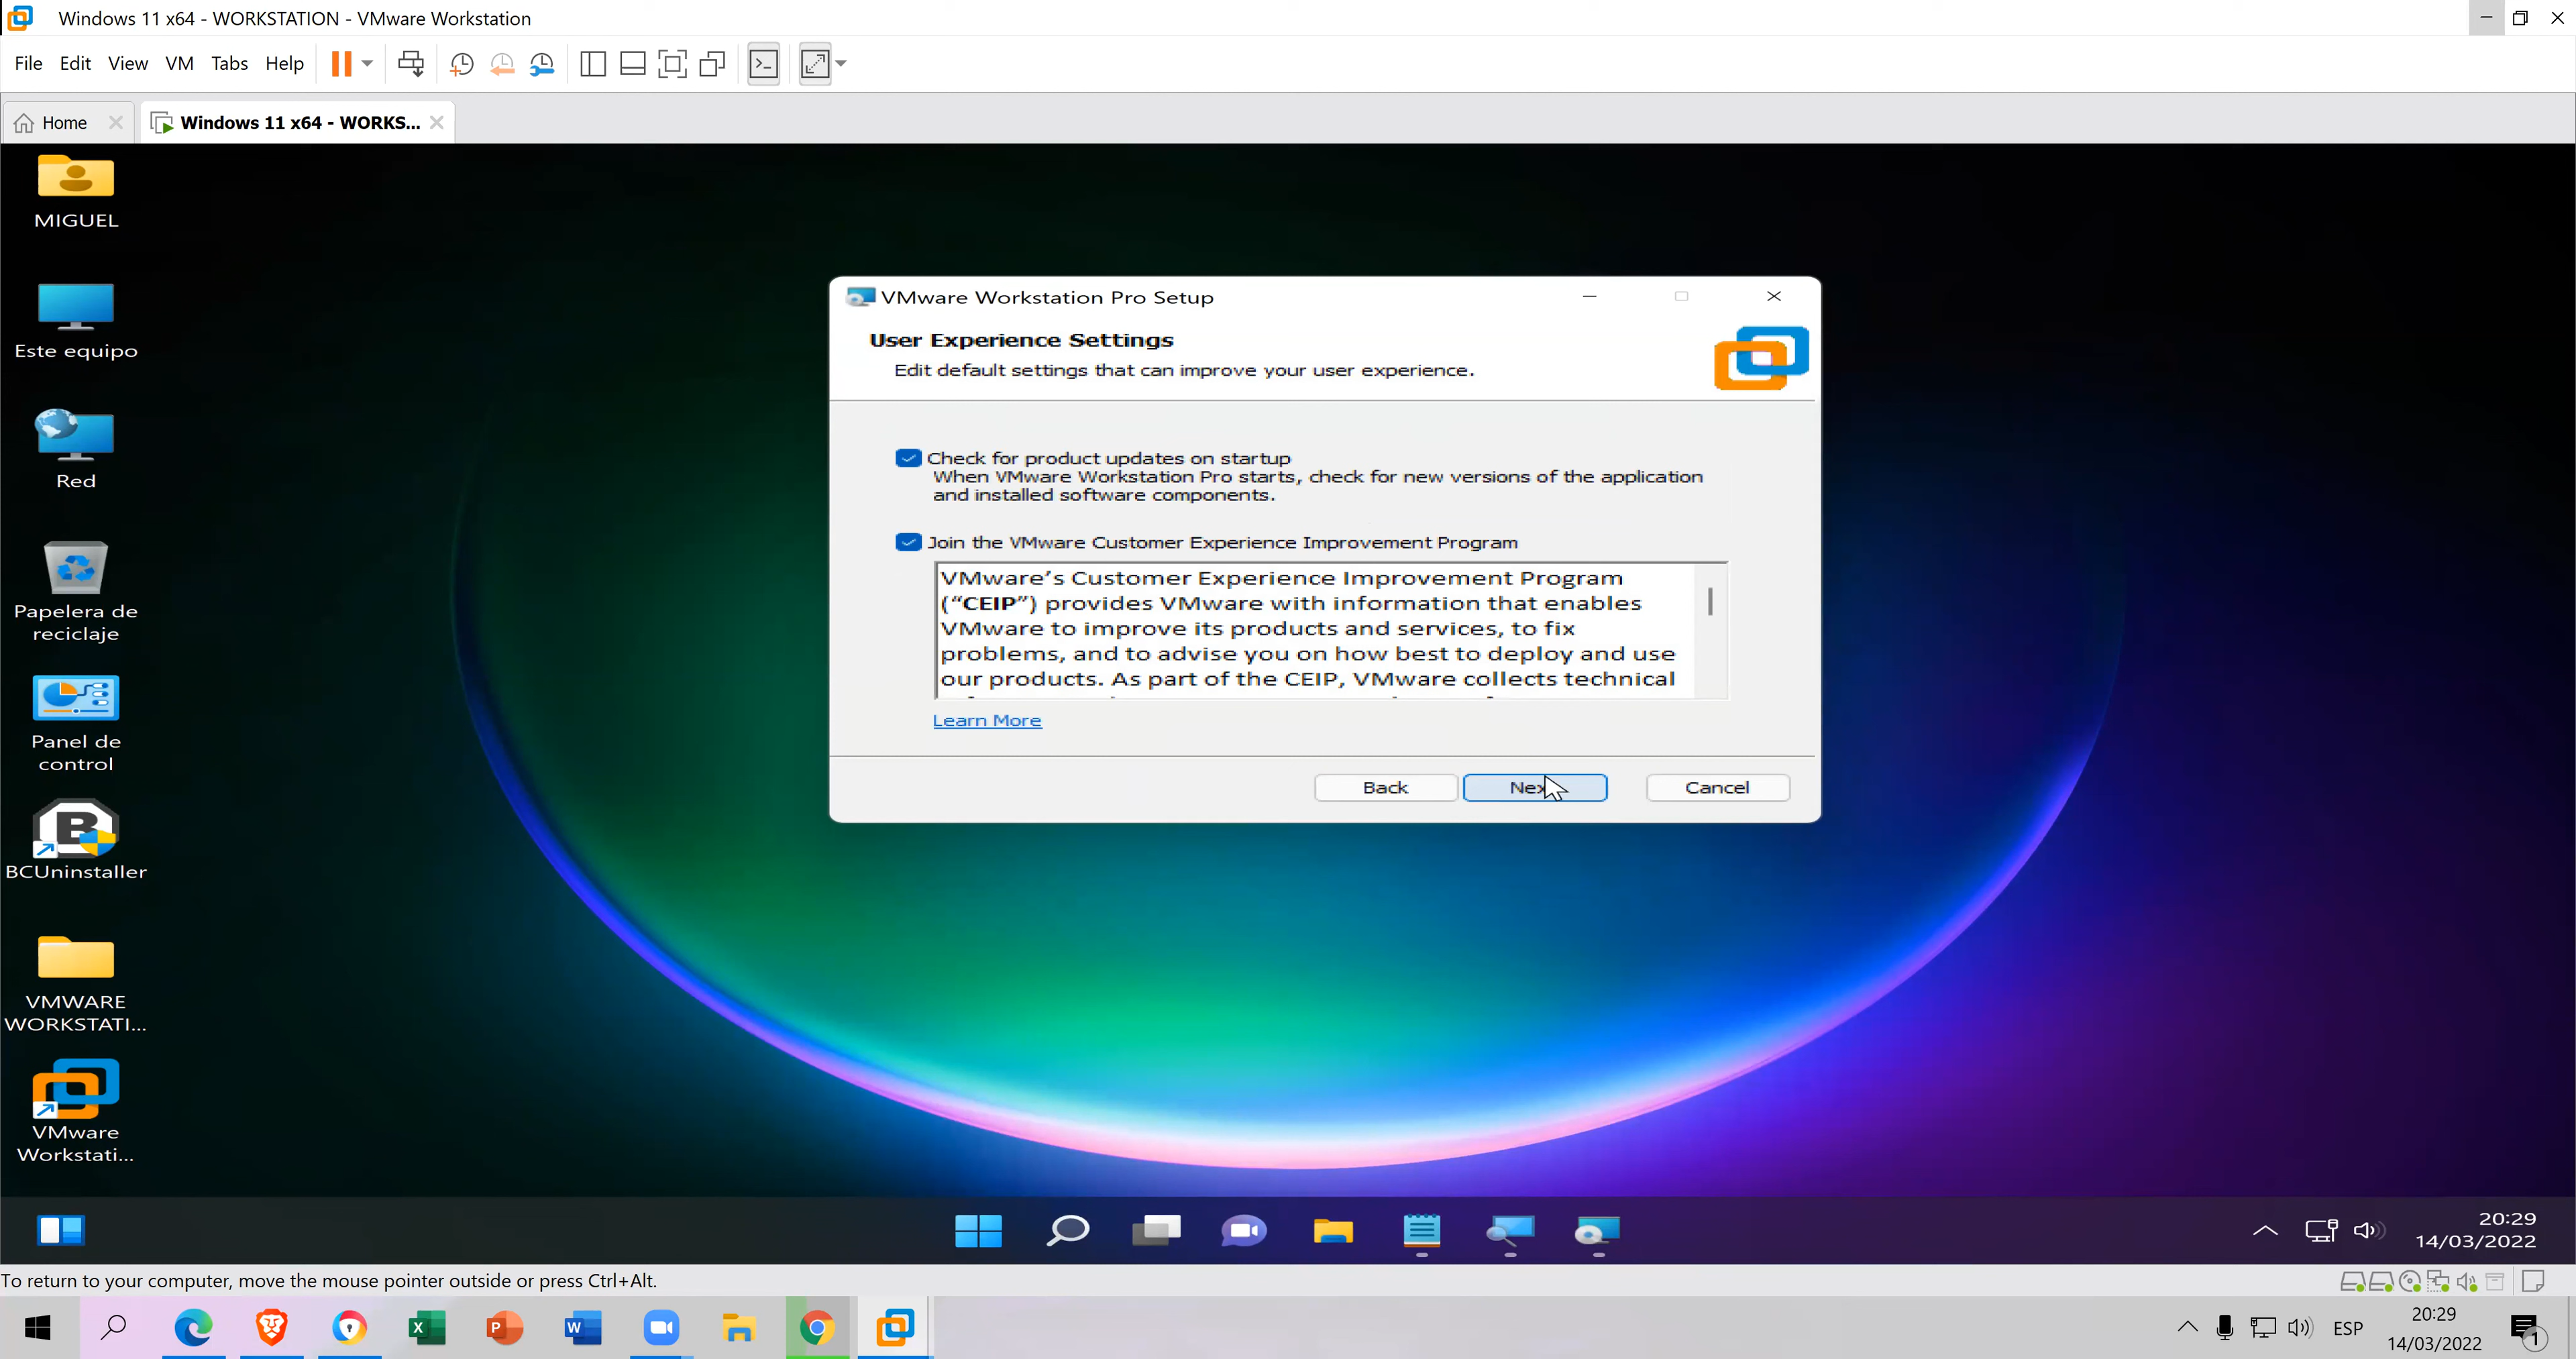 Windows 11 x64 - WORKSTATION - VMware Workstation
File Edit View VM Tabs Help
Home
Windows 11 x64 - WORKS...
MIGUEL
Este equipo
Red
Papelera de
reciclaje
Panel de
control
BCUninstaller
VMWARE
WORKSTATI...
VMware
Workstati...
VMware Workstation Pro Setup
User Experience Settings
Edit default settings that can improve your user experience.
Check for product updates on startup
When VMware Workstation Pro starts, check for new versions of the application
and installed software components.
Join the VMware Customer Experience Improvement Program
VMware’s Customer Experience Improvement Program
(“CEIP”) provides VMware with information that enables
VMware to improve its products and services, to fix
problems, and to advise you on how best to deploy and use
our products. As part of the CEIP, VMware collects technical
Learn More
Back
Cancel
20:29
14/03/2022
To return to your computer, move the mouse pointer outside or press Ctrl+Alt.
ESP
20:29
14/03/2022
1